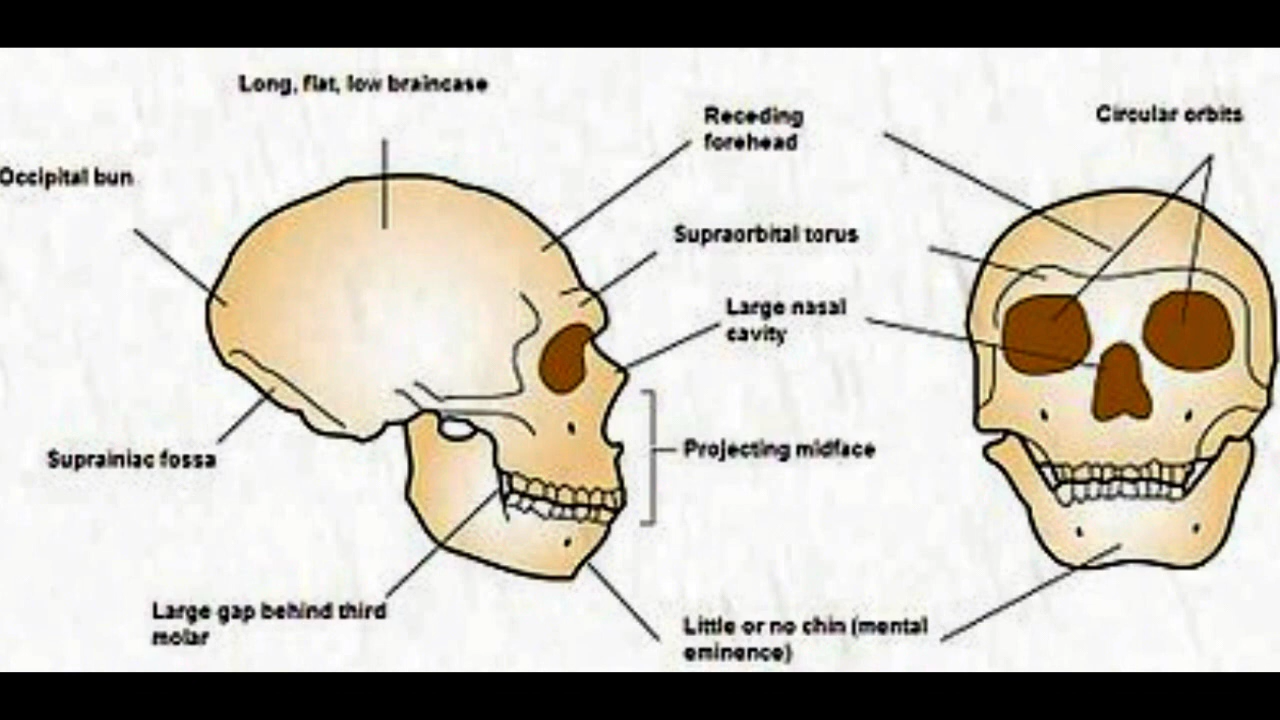 Long, flat, low braincase
Receding
forehead
Circular orbits
Occipital bun
Supraorbital torus
Large nasal
cavity
Suprainiac fossa
Projecting midface
Large gap behind third
molar
Little or no chin (mental
eminence)